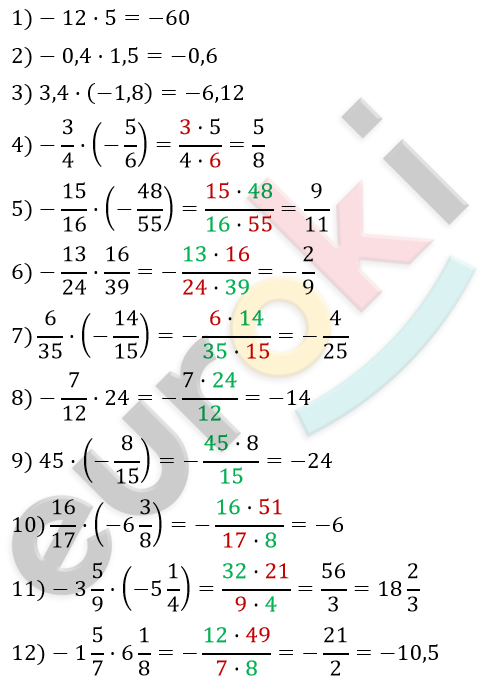 1) − 12 · 5 = −60
2) − 0,4 · 1,5 = −0,6
3) 3,4 · (−1,8) = −6,12
4) − 3/4 · (− 5/6) = (3 · 5)/(4 · 6) = 5/8
5) − 15/16 · (− 48/55) = (15 · 48)/(16 · 55) = 9/11
6) − 13/24 · 16/39 = − (13 · 16)/(24 · 39) = − 2/9
7) 6/35 · (− 14/15) = − (6 · 14)/(35 · 15) = − 4/25
8) − 7/12 · 24 = − (7 · 24)/12 = −14
9) 45 · (− 8/15) = − (45 · 8)/15 = −24
10) 16/17 · (−6 3/8) = − (16 · 51)/(17 · 8) = −6
11) − 3 5/9 · (−5 1/4) = (32 · 21)/(9 · 4) = 56/3 = 18 2/3
12) − 1 5/7 · 6 1/8 = − (12 · 49)/(7 · 8) = − 21/2 = −10,5
euroki